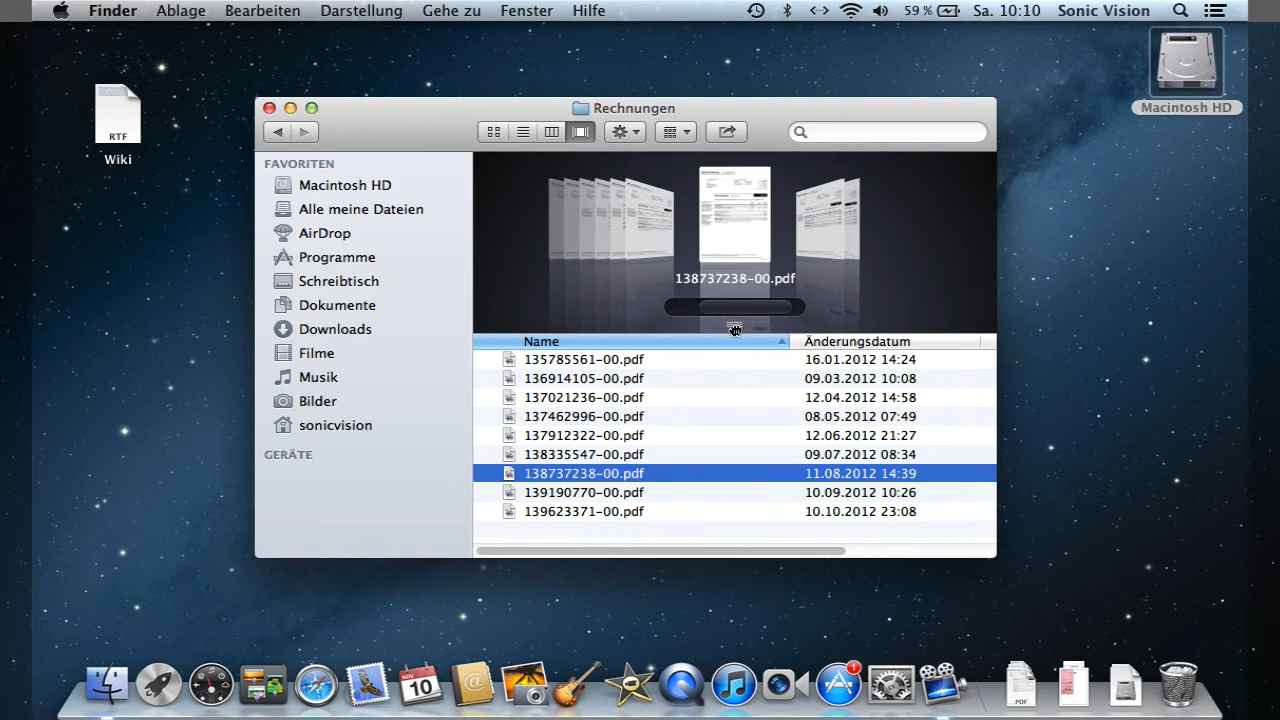 Finder Ablage Bearbeiten Darstellung Gehe zu Fenster Hilfe 59 % Sa. 10:10 Sonic Vision
Macintosh HD
RTF
Wiki
Rechnungen
FAVORITEN
Macintosh HD
Alle meine Dateien
AirDrop
Programme
Schreibtisch
Dokumente
Downloads
Filme
Musik
Bilder
sonicvision
GERÄTE
138737238-00.pdf
Name Änderungsdatum
135785561-00.pdf 16.01.2012 14:24
136914105-00.pdf 09.03.2012 10:08
137021236-00.pdf 12.04.2012 14:58
137462996-00.pdf 08.05.2012 07:49
137912322-00.pdf 12.06.2012 21:27
138335547-00.pdf 09.07.2012 08:34
138737238-00.pdf 11.08.2012 14:39
139190770-00.pdf 10.09.2012 10:26
139623371-00.pdf 10.10.2012 23:08
NOV
10
1
PDF